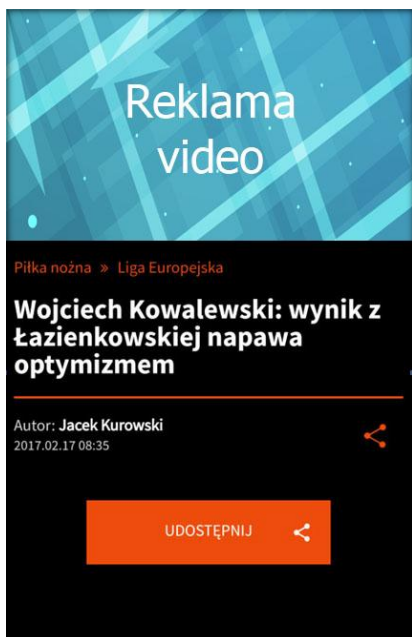 Reklama
video
Piłka nożna » Liga Europejska
Wojciech Kowalewski: wynik z
Łazienkowskiej napawa
optymizmem
Autor: Jacek Kurowski
2017.02.17 08:35
UDOSTĘPNIJ